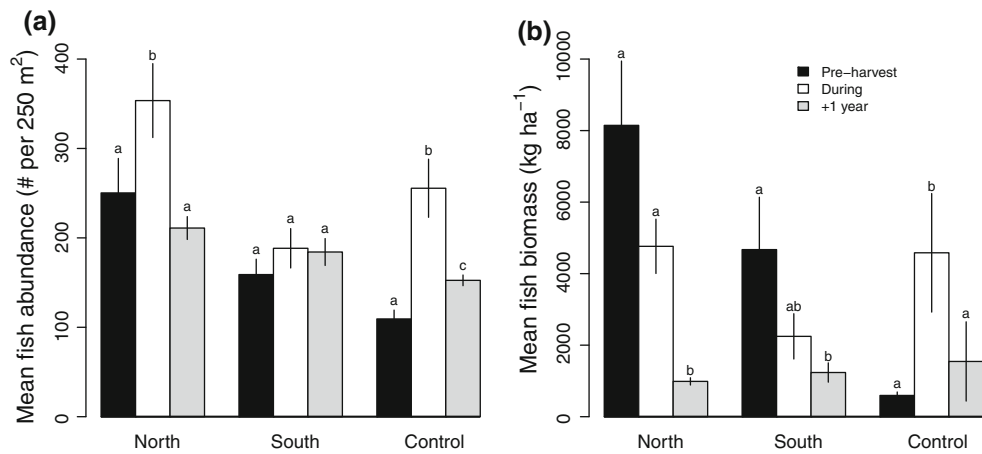 (a)
Mean fish abundance (# per 250 m²)
400
300
200
100
0
a
b
a
a
a
a
a
b
c
North
South
Control
(b)
Mean fish biomass (kg ha⁻¹)
10000
8000
6000
4000
2000
0
Pre−harvest
During
+1 year
a
a
b
a
ab
b
a
b
a
North
South
Control